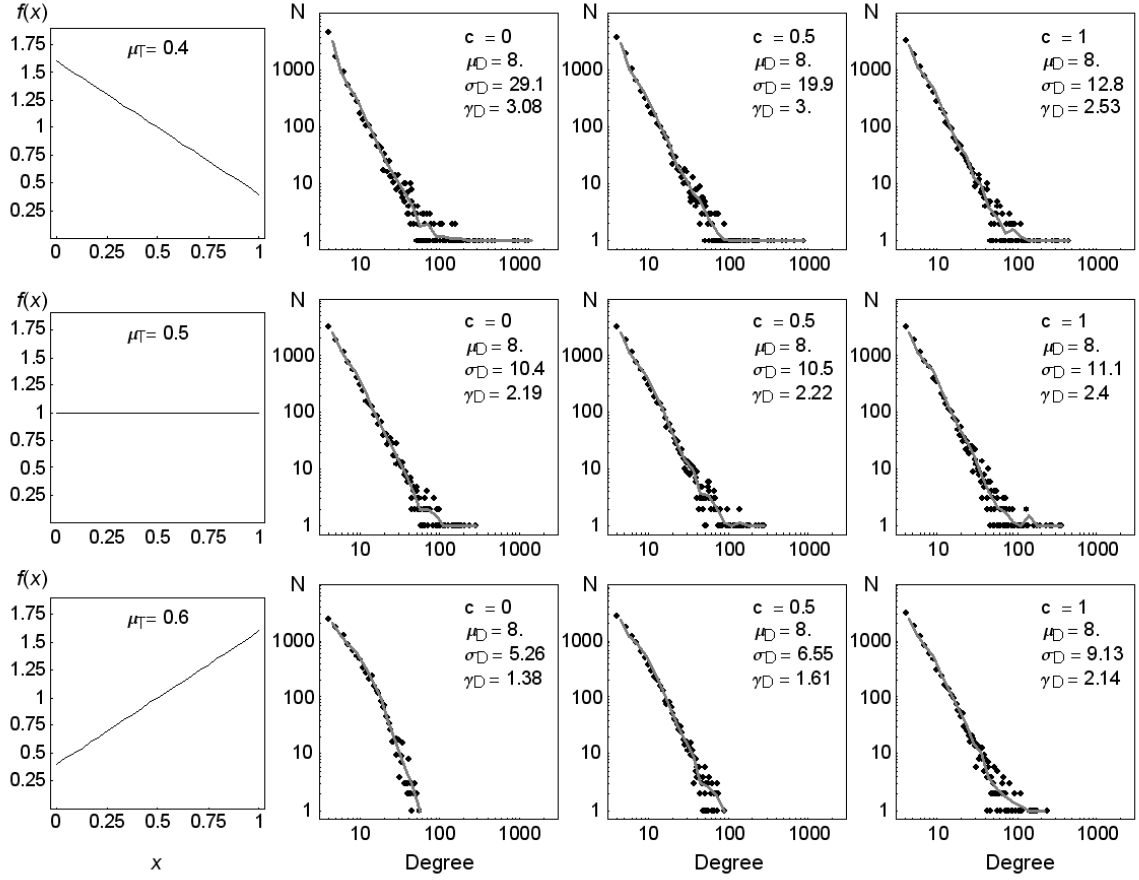 f(x)
1.75
1.5
1.25
1
0.75
0.5
0.25
0 0.25 0.5 0.75 1
μT= 0.4
N
1000
100
10
1
10 100 1000
Degree
c = 0
μD = 8.
σD = 29.1
γD = 3.08
N
1000
100
10
1
10 100 1000
Degree
c = 0.5
μD = 8.
σD = 19.9
γD = 3.
N
1000
100
10
1
10 100 1000
Degree
c = 1
μD = 8.
σD = 12.8
γD = 2.53
f(x)
1.75
1.5
1.25
1
0.75
0.5
0.25
0 0.25 0.5 0.75 1
μT= 0.5
N
1000
100
10
1
10 100 1000
c = 0
μD = 8.
σD = 10.4
γD = 2.19
N
1000
100
10
1
10 100 1000
c = 0.5
μD = 8.
σD = 10.5
γD = 2.22
N
1000
100
10
1
10 100 1000
c = 1
μD = 8.
σD = 11.1
γD = 2.4
f(x)
1.75
1.5
1.25
1
0.75
0.5
0.25
0 0.25 0.5 0.75 1
x
μT= 0.6
N
1000
100
10
1
10 100 1000
Degree
c = 0
μD = 8.
σD = 5.26
γD = 1.38
N
1000
100
10
1
10 100 1000
Degree
c = 0.5
μD = 8.
σD = 6.55
γD = 1.61
N
1000
100
10
1
10 100 1000
Degree
c = 1
μD = 8.
σD = 9.13
γD = 2.14